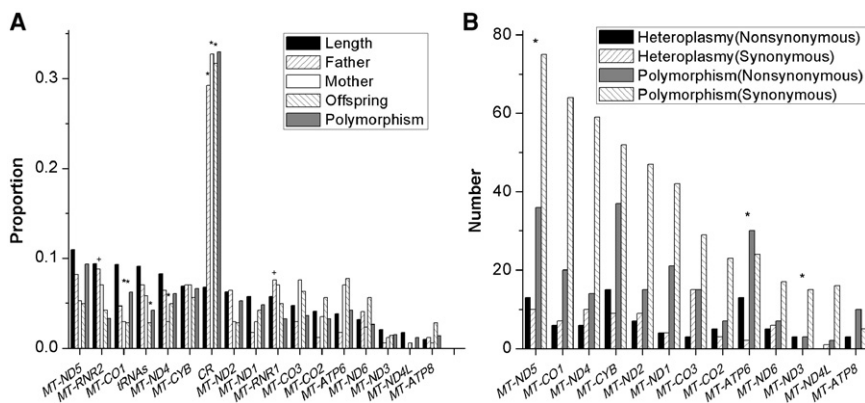 A
B
Proportion
0.3
0.2
0.1
0.0
Length
Father
Mother
Offspring
Polymorphism
* * *
+
**
*
*
+
MT-ND5
MT-RNR2
MT-CO1
tRNAs
MT-ND4
MT-CYB
CR
MT-ND2
MT-ND1
MT-RNR1
MT-CO3
MT-CO2
MT-ATP6
MT-ND6
MT-ND3
MT-ND4L
MT-ATP8
Number
80
60
40
20
0
Heteroplasmy(Nonsynonymous)
Heteroplasmy(Synonymous)
Polymorphism(Nonsynonymous)
Polymorphism(Synonymous)
*
*
*
MT-ND5
MT-CO1
MT-ND4
MT-CYB
MT-ND2
MT-ND1
MT-CO3
MT-CO2
MT-ATP6
MT-ND6
MT-ND3
MT-ND4L
MT-ATP8